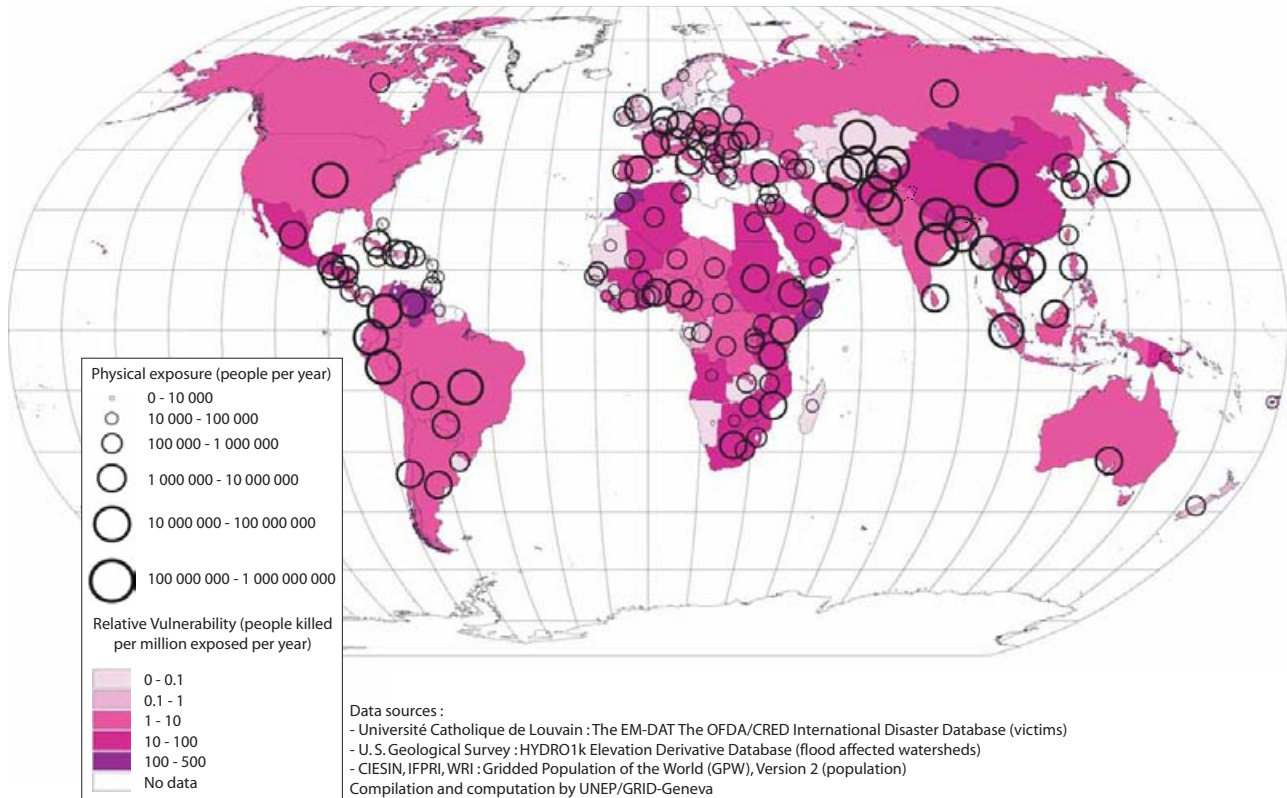 Physical exposure (people per year)
0 - 10 000
10 000 - 100 000
100 000 - 1 000 000
1 000 000 - 10 000 000
10 000 000 - 100 000 000
100 000 000 - 1 000 000 000
Relative Vulnerability (people killed
per million exposed per year)
0 - 0.1
0.1 - 1
1 - 10
10 - 100
100 - 500
No data
Data sources :
- Université Catholique de Louvain : The EM-DAT The OFDA/CRED International Disaster Database (victims)
- U. S. Geological Survey : HYDRO1k Elevation Derivative Database (flood affected watersheds)
- CIESIN, IFPRI, WRI : Gridded Population of the World (GPW), Version 2 (population)
Compilation and computation by UNEP/GRID-Geneva